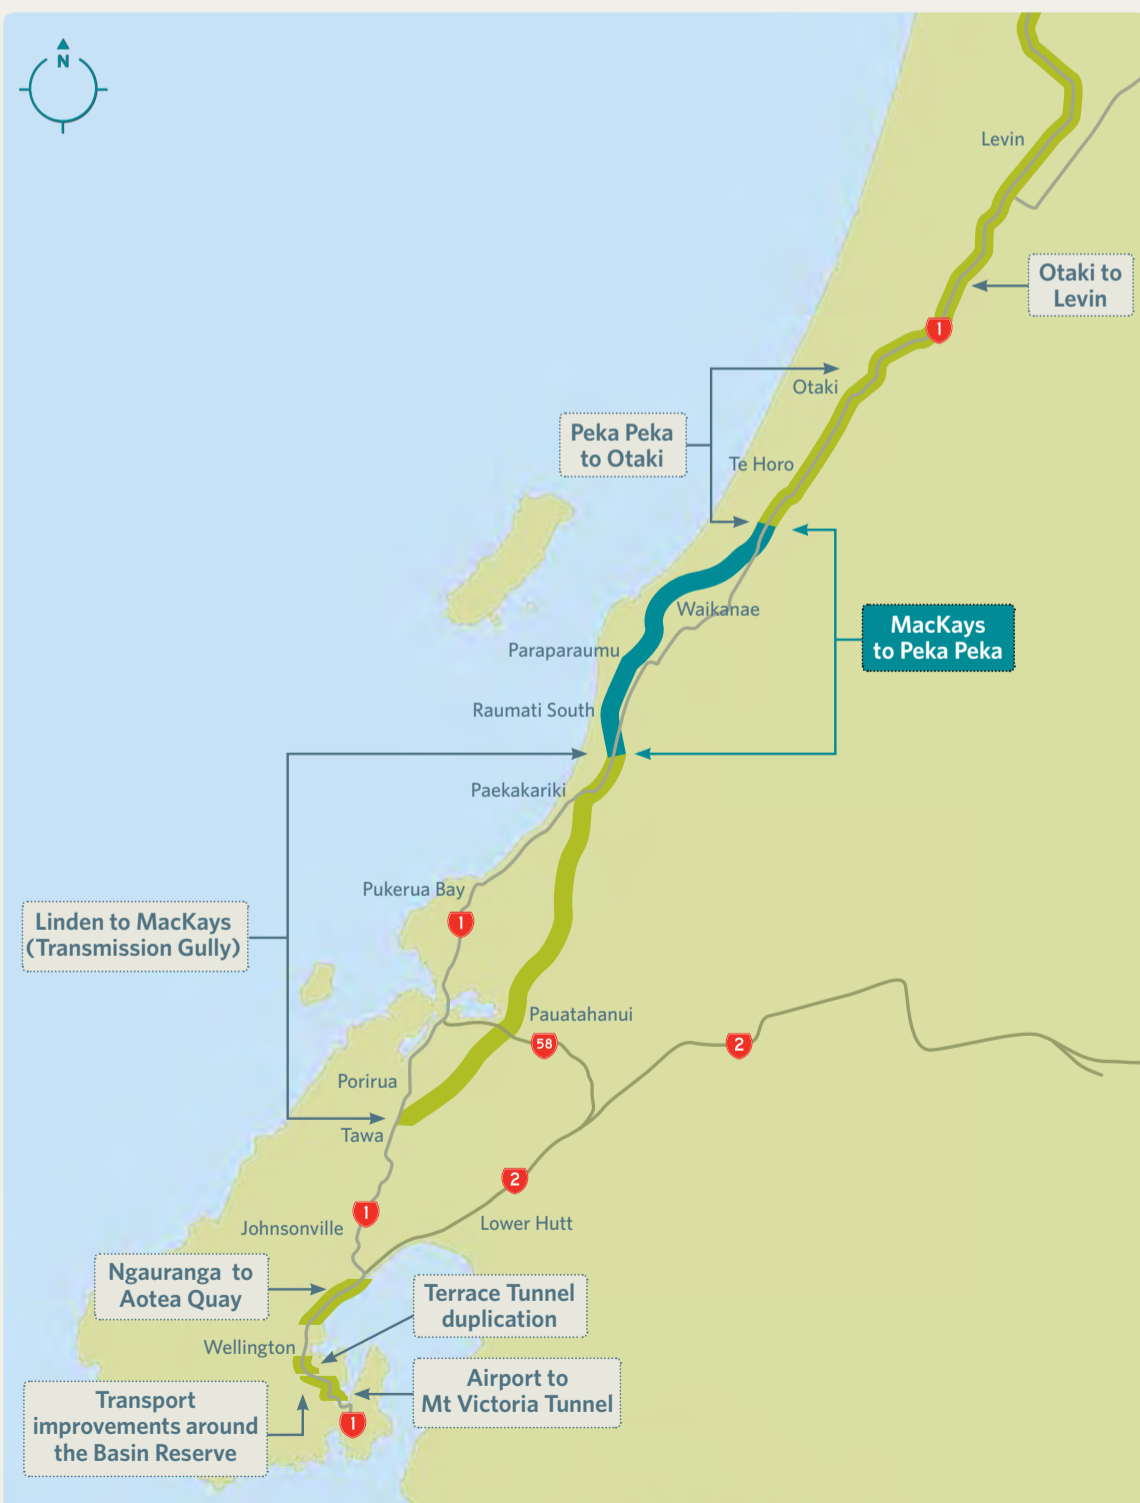 N
Levin
Otaki to
Levin
1
Otaki
Peka Peka
to Otaki
Te Horo
Waikanae
MacKays
to Peka Peka
Paraparaumu
Raumati South
Paekakariki
Pukerua Bay
1
Linden to MacKays
(Transmission Gully)
Pauatahanui
58
2
Porirua
Tawa
2
1
Johnsonville
Lower Hutt
Ngauranga to
Aotea Quay
Terrace Tunnel
duplication
Wellington
Airport to
Mt Victoria Tunnel
Transport
improvements around
the Basin Reserve
1